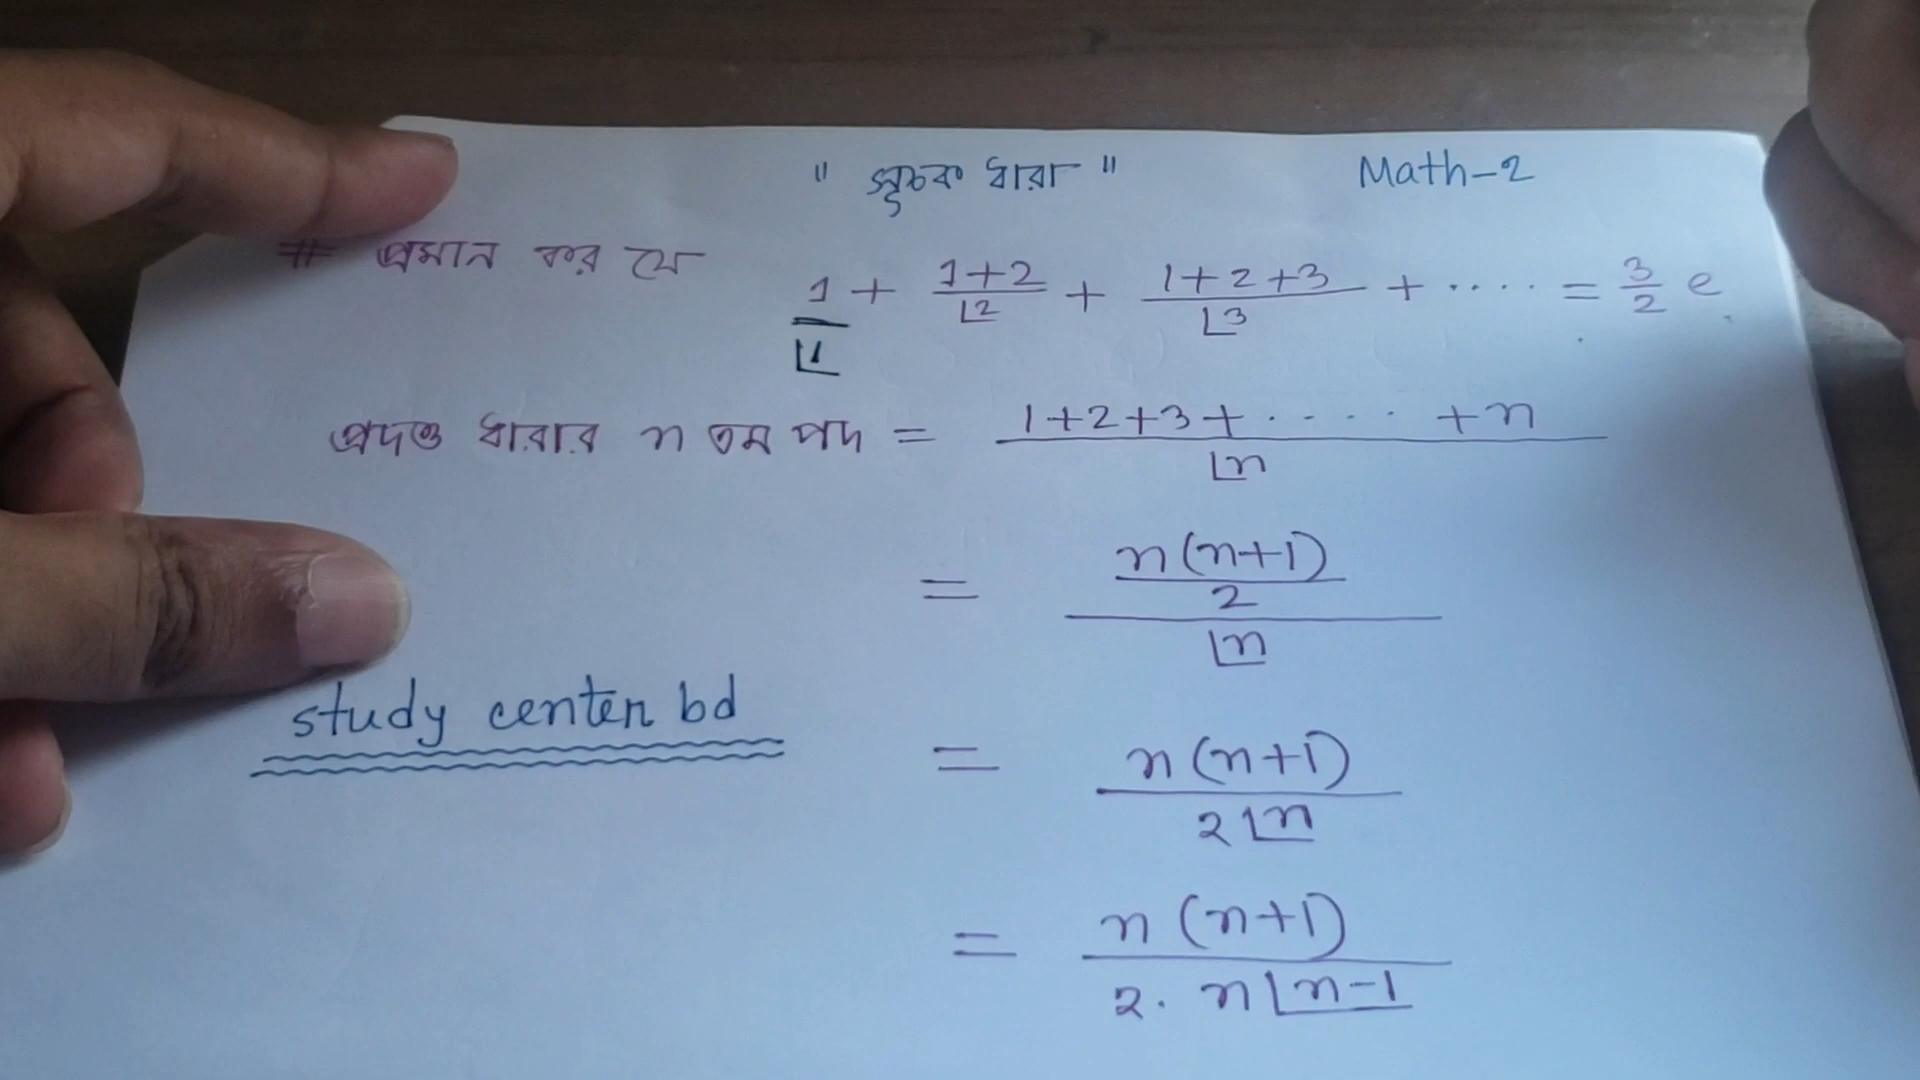 " সূচক ধারা " Math-2
# প্রমান কর যে 1/⌊1 + (1+2)/⌊2 + (1+2+3)/⌊3 + ···· = 3/2 e
প্রদত্ত ধারার n তম পদ = (1+2+3+ ···· +n)/⌊n
= (n(n+1)/2)/⌊n
study center bd
= n(n+1)/2⌊n
= n(n+1)/2·n⌊n-1